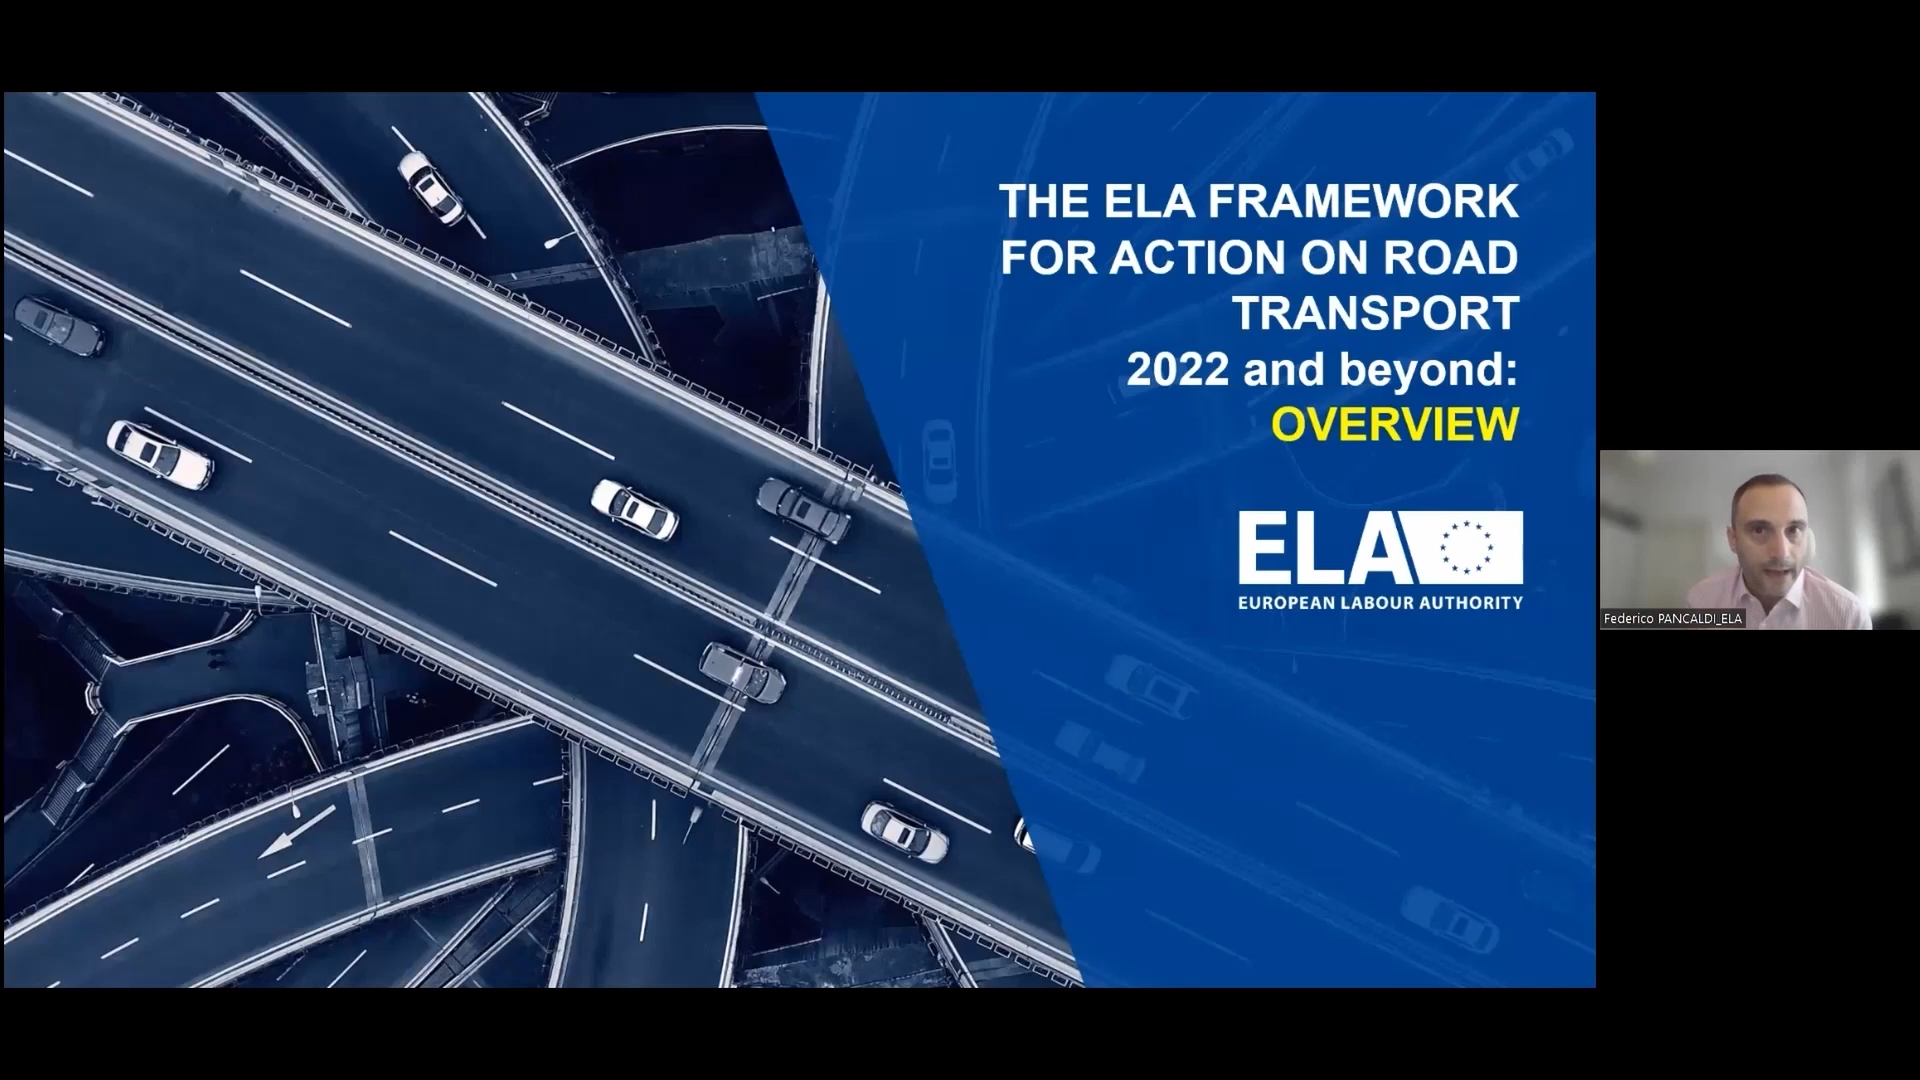 THE ELA FRAMEWORK
FOR ACTION ON ROAD
TRANSPORT
2022 and beyond:
OVERVIEW
ELA
EUROPEAN LABOUR AUTHORITY
Federico PANCALDI_ELA